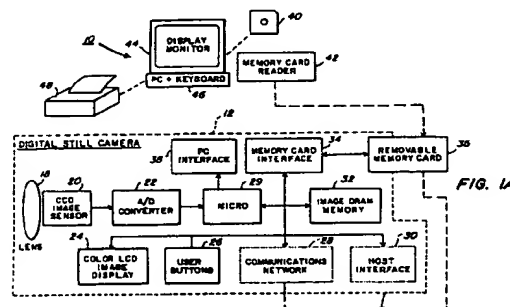 10
44
DISPLAY
MONITOR
40
42
MEMORY CARD
READER
48
PC + KEYBOARD
46
12
DIGITAL STILL CAMERA
38
PC
INTERFACE
34
MEMORY CARD
INTERFACE
REMOVABLE
MEMORY CARD
36
FIG. 1A
18
LENS
20
CCD
IMAGE
SENSOR
22
A/D
CONVERTER
29
MICRO
32
IMAGE DRAM
MEMORY
24
COLOR LCD
IMAGE
DISPLAY
26
USER
BUTTONS
28
COMMUNICATIONS
NETWORK
30
HOST
INTERFACE